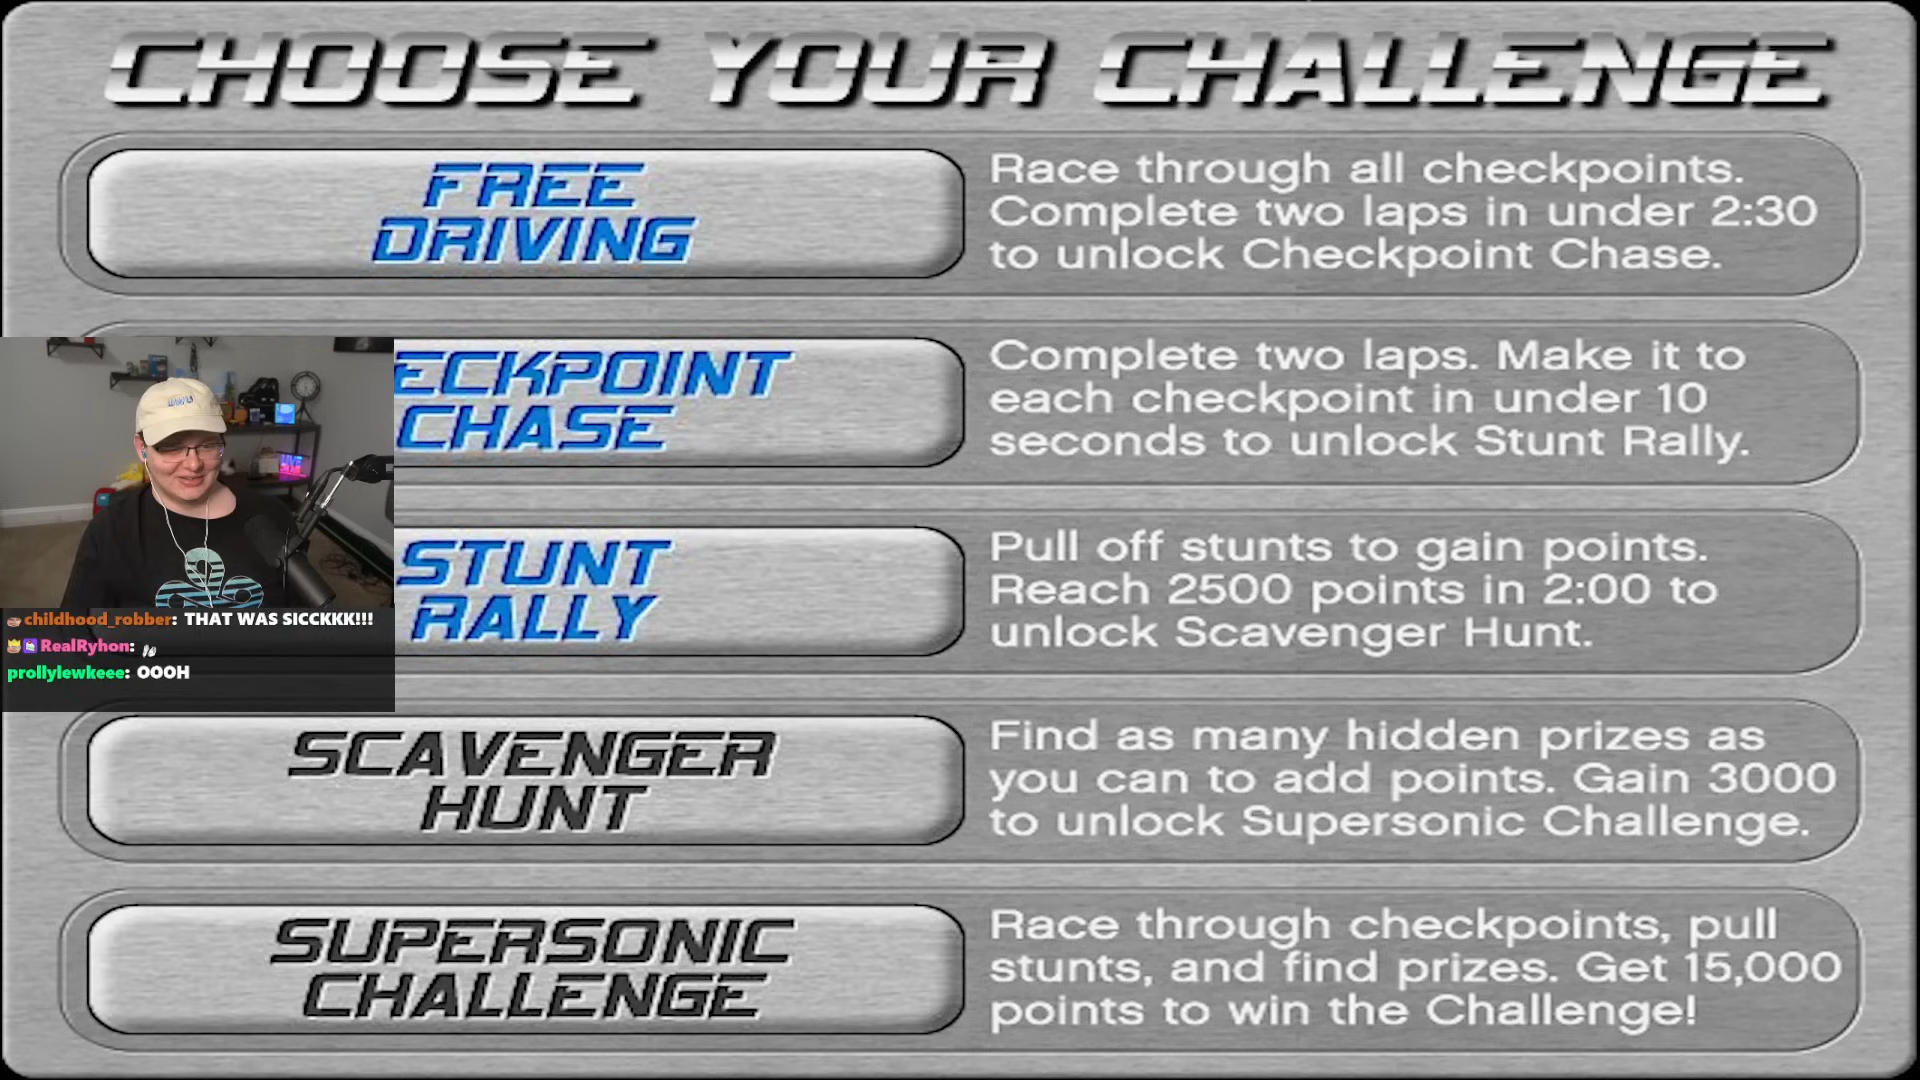 CHOOSE YOUR CHALLENGE
FREE
DRIVING
Race through all checkpoints.
Complete two laps in under 2:30
to unlock Checkpoint Chase.
ECKPOINT
CHASE
Complete two laps. Make it to
each checkpoint in under 10
seconds to unlock Stunt Rally.
STUNT
RALLY
Pull off stunts to gain points.
Reach 2500 points in 2:00 to
unlock Scavenger Hunt.
childhood_robber: THAT WAS SICCKKK!!!
RealRyhon:
prollylewkeee: OOOH
SCAVENGER
HUNT
Find as many hidden prizes as
you can to add points. Gain 3000
to unlock Supersonic Challenge.
SUPERSONIC
CHALLENGE
Race through checkpoints, pull
stunts, and find prizes. Get 15,000
points to win the Challenge!